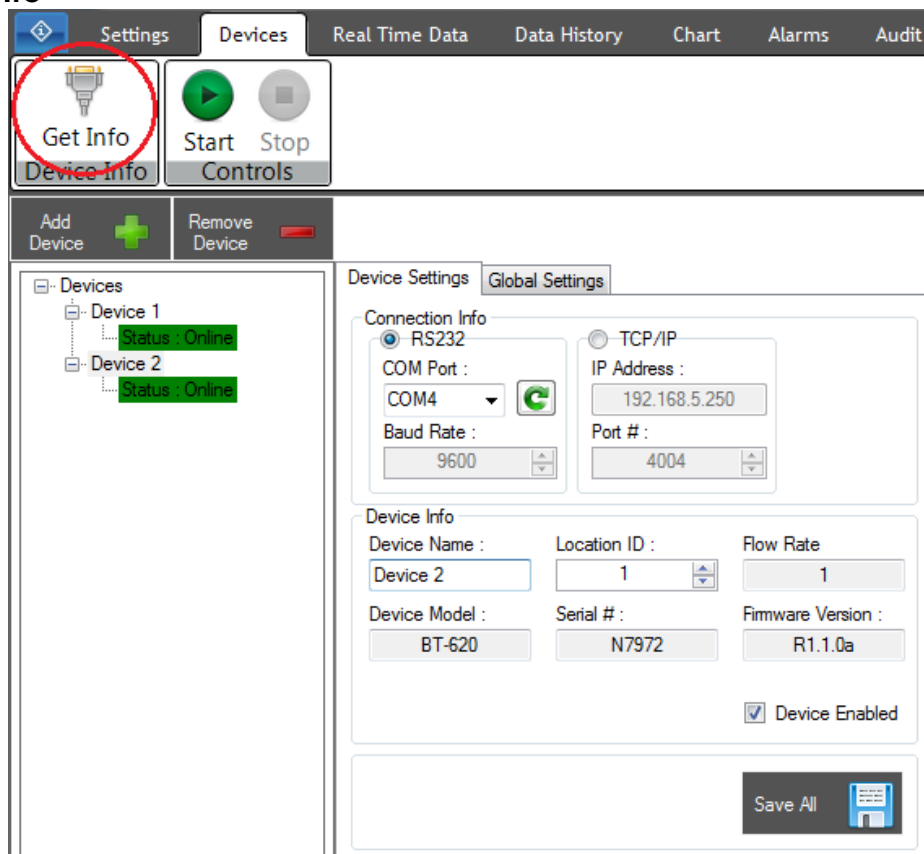 Settings Devices Real Time Data Data History Chart Alarms Audit
Get Info Start Stop
Device Info Controls
Add Device Remove Device
Devices
Device 1
Status : Online
Device 2
Status : Online
Device Settings Global Settings
Connection Info
RS232 TCP/IP
COM Port : IP Address :
COM4 192.168.5.250
Baud Rate : Port # :
9600 4004
Device Info
Device Name : Location ID : Flow Rate
Device 2 1 1
Device Model : Serial # : Firmware Version :
BT-620 N7972 R1.1.0a
Device Enabled
Save All